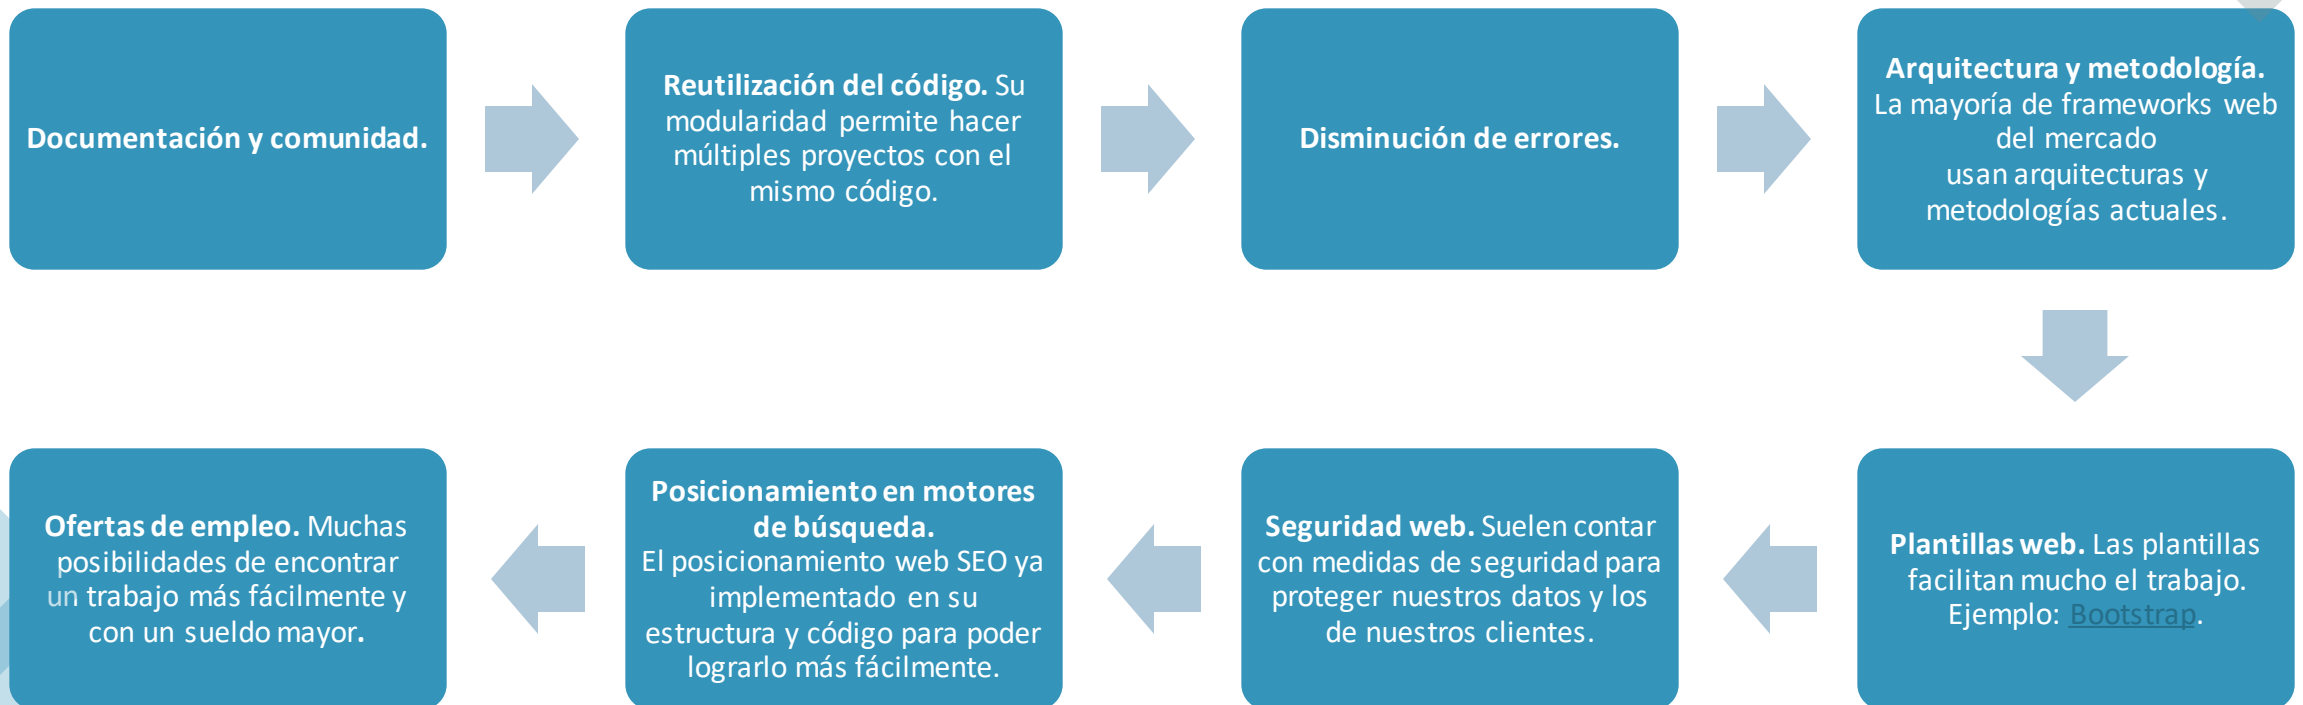 Documentación y comunidad.
Reutilización del código. Su
modularidad permite hacer
múltiples proyectos con el
mismo código.
Disminución de errores.
Arquitectura y metodología.
La mayoría de frameworks web
del mercado
usan arquitecturas y
metodologías actuales.
Plantillas web. Las plantillas
facilitan mucho el trabajo.
Ejemplo: Bootstrap.
Seguridad web. Suelen contar
con medidas de seguridad para
proteger nuestros datos y los
de nuestros clientes.
Posicionamiento en motores
de búsqueda.
El posicionamiento web SEO ya
implementado en su
estructura y código para poder
lograrlo más fácilmente.
Ofertas de empleo. Muchas
posibilidades de encontrar
un trabajo más fácilmente y
con un sueldo mayor.